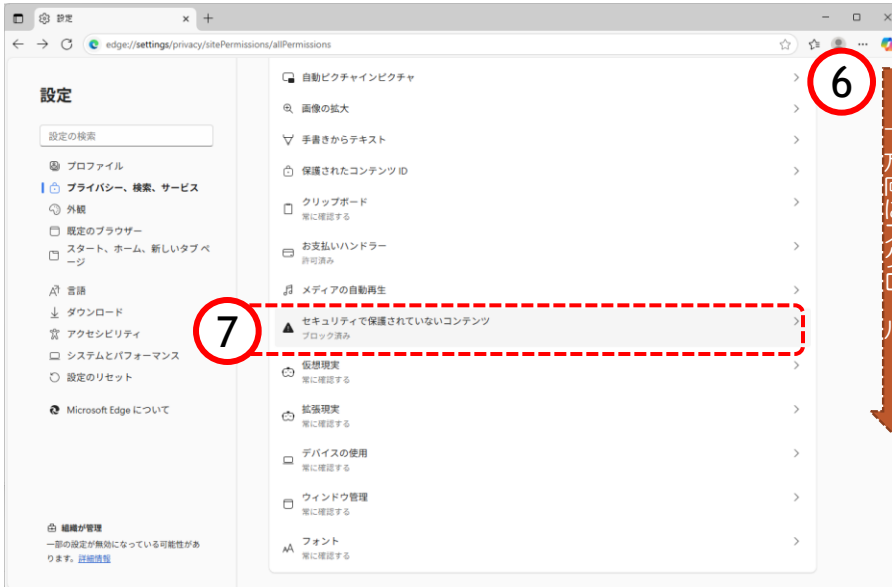 設定
edge://settings/privacy/sitePermissions/allPermissions
設定
設定の検索
プロファイル
プライバシー、検索、サービス
外観
既定のブラウザー
スタート、ホーム、新しいタブ ペ
ージ
言語
ダウンロード
アクセシビリティ
システムとパフォーマンス
設定のリセット
Microsoft Edge について
組織が管理
一部の設定が無効になっている可能性があ
ります。詳細情報
自動ピクチャインピクチャ
画像の拡大
手書きからテキスト
保護されたコンテンツ ID
クリップボード
常に確認する
お支払いハンドラー
許可済み
メディアの自動再生
セキュリティで保護されていないコンテンツ
ブロック済み
仮想現実
常に確認する
拡張現実
常に確認する
デバイスの使用
常に確認する
ウィンドウ管理
常に確認する
フォント
常に確認する
6
7